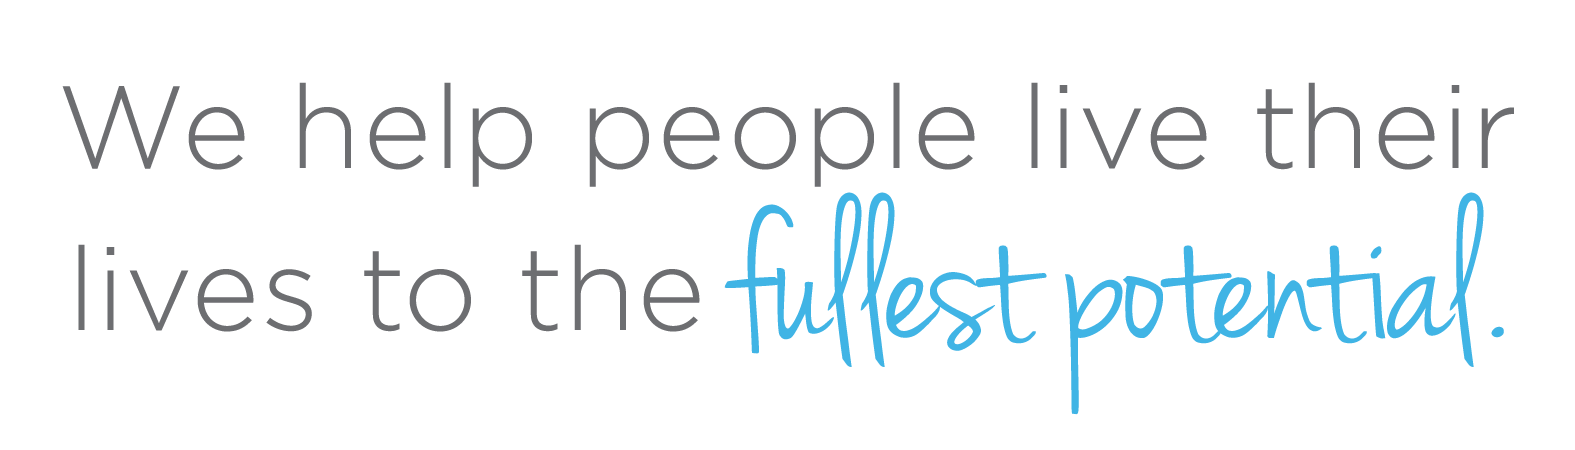 We help people live their
lives to the fullest potential.